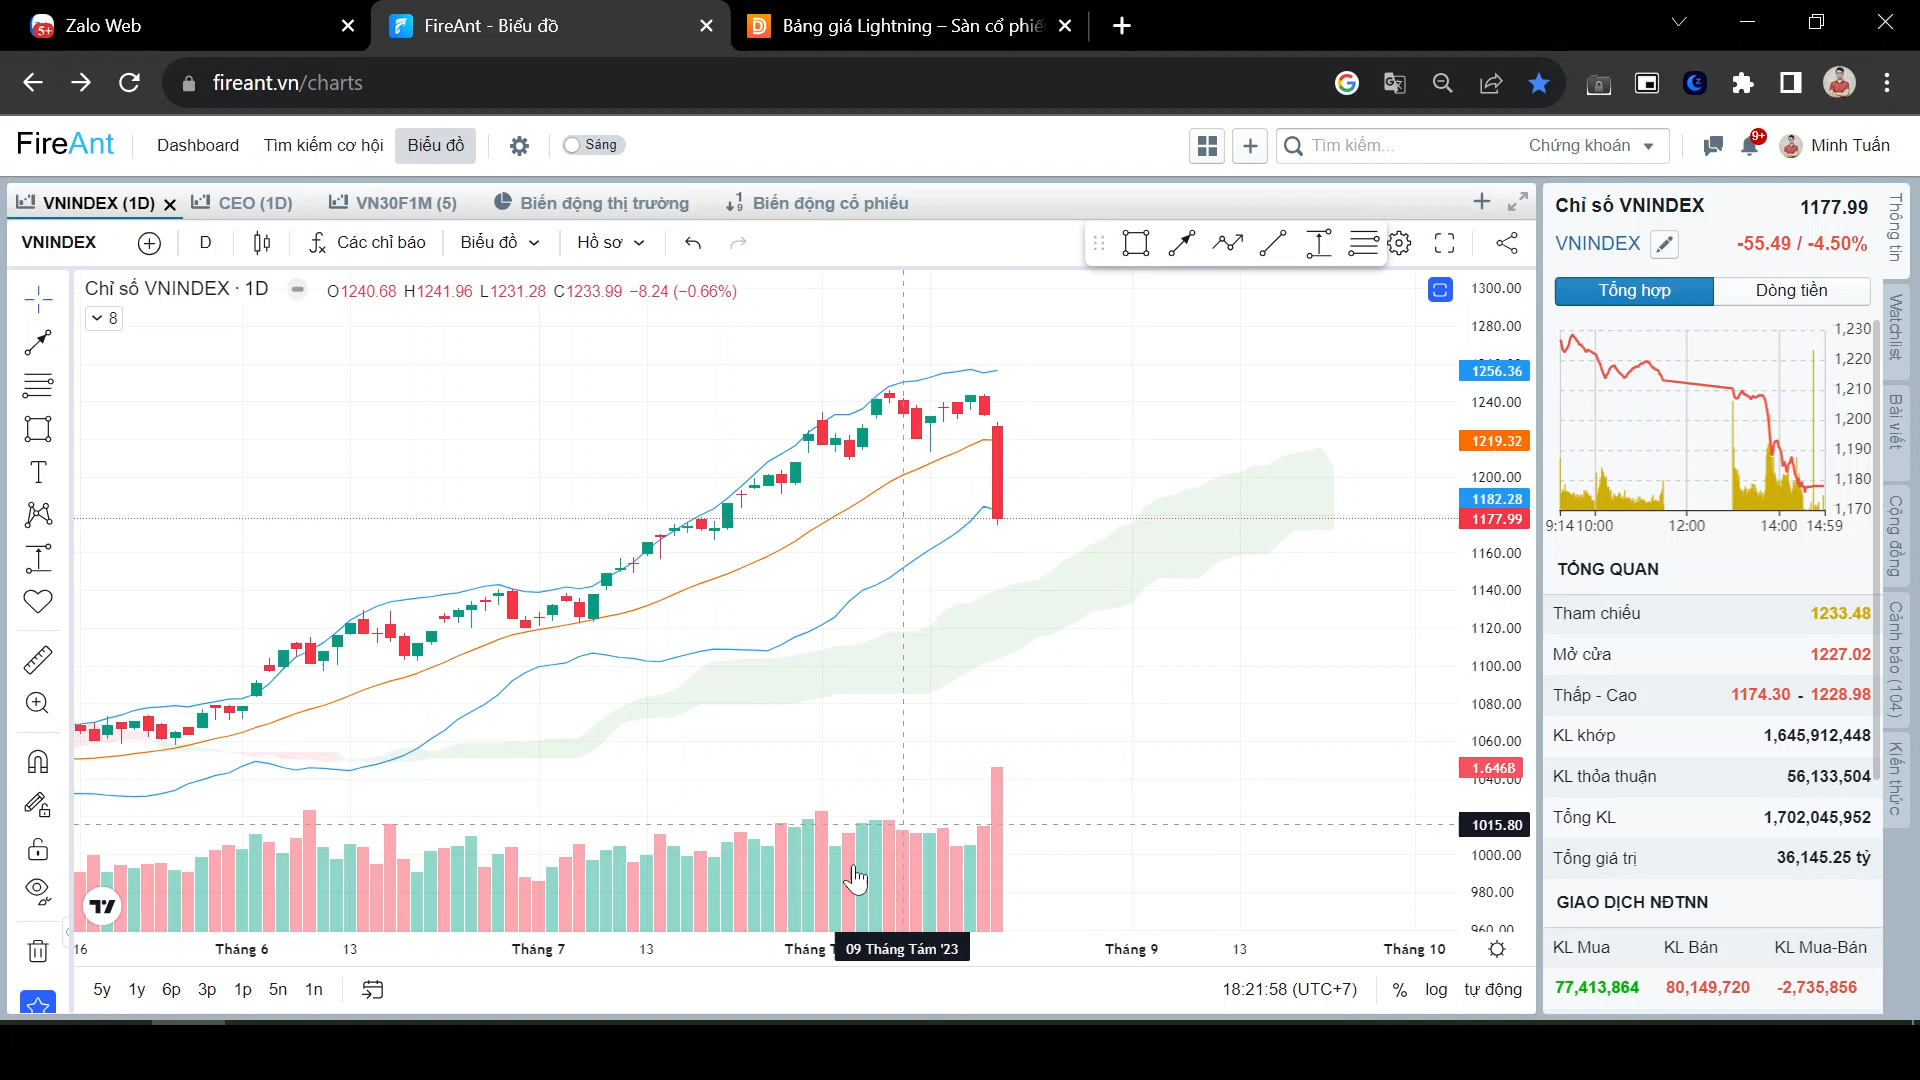 Zalo Web
FireAnt - Biểu đồ
Bảng giá Lightning – Sàn cổ phiế
fireant.vn/charts
FireAnt
Dashboard
Tìm kiếm cơ hội
Biểu đồ
Sáng
Tìm kiếm...
Chứng khoán
9+
Minh Tuấn
VNINDEX (1D)
CEO (1D)
VN30F1M (5)
Biến động thị trường
Biến động cổ phiếu
VNINDEX
D
Các chỉ báo
Biểu đồ
Hồ sơ
Chỉ số VNINDEX · 1D
O1240.68 H1241.96 L1231.28 C1233.99 −8.24 (−0.66%)
8
1300.00
1280.00
1256.36
1240.00
1219.32
1200.00
1182.28
1177.99
1160.00
1140.00
1120.00
1100.00
1080.00
1060.00
1.646B
1040.00
1015.80
1000.00
980.00
960.00
16
Tháng 6
13
Tháng 7
13
Tháng
09 Tháng Tám '23
Tháng 9
13
Tháng 10
5y 1y 6p 3p 1p 5n 1n
18:21:58 (UTC+7)
% log tự động
Chỉ số VNINDEX
1177.99
VNINDEX
-55.49 / -4.50%
Tổng hợp
Dòng tiền
1,230
1,220
1,210
1,200
1,190
1,180
1,170
9:14 10:00 12:00 14:00 14:59
TỔNG QUAN
Tham chiếu 1233.48
Mở cửa 1227.02
Thấp - Cao 1174.30 - 1228.98
KL khớp 1,645,912,448
KL thỏa thuận 56,133,504
Tổng KL 1,702,045,952
Tổng giá trị 36,145.25 tỷ
GIAO DỊCH NĐTNN
KL Mua KL Bán KL Mua-Bán
77,413,864 80,149,720 -2,735,856
Thông tin
Watchlist
Bài viết
Cộng đồng
Cảnh báo (104)
Kiến thức